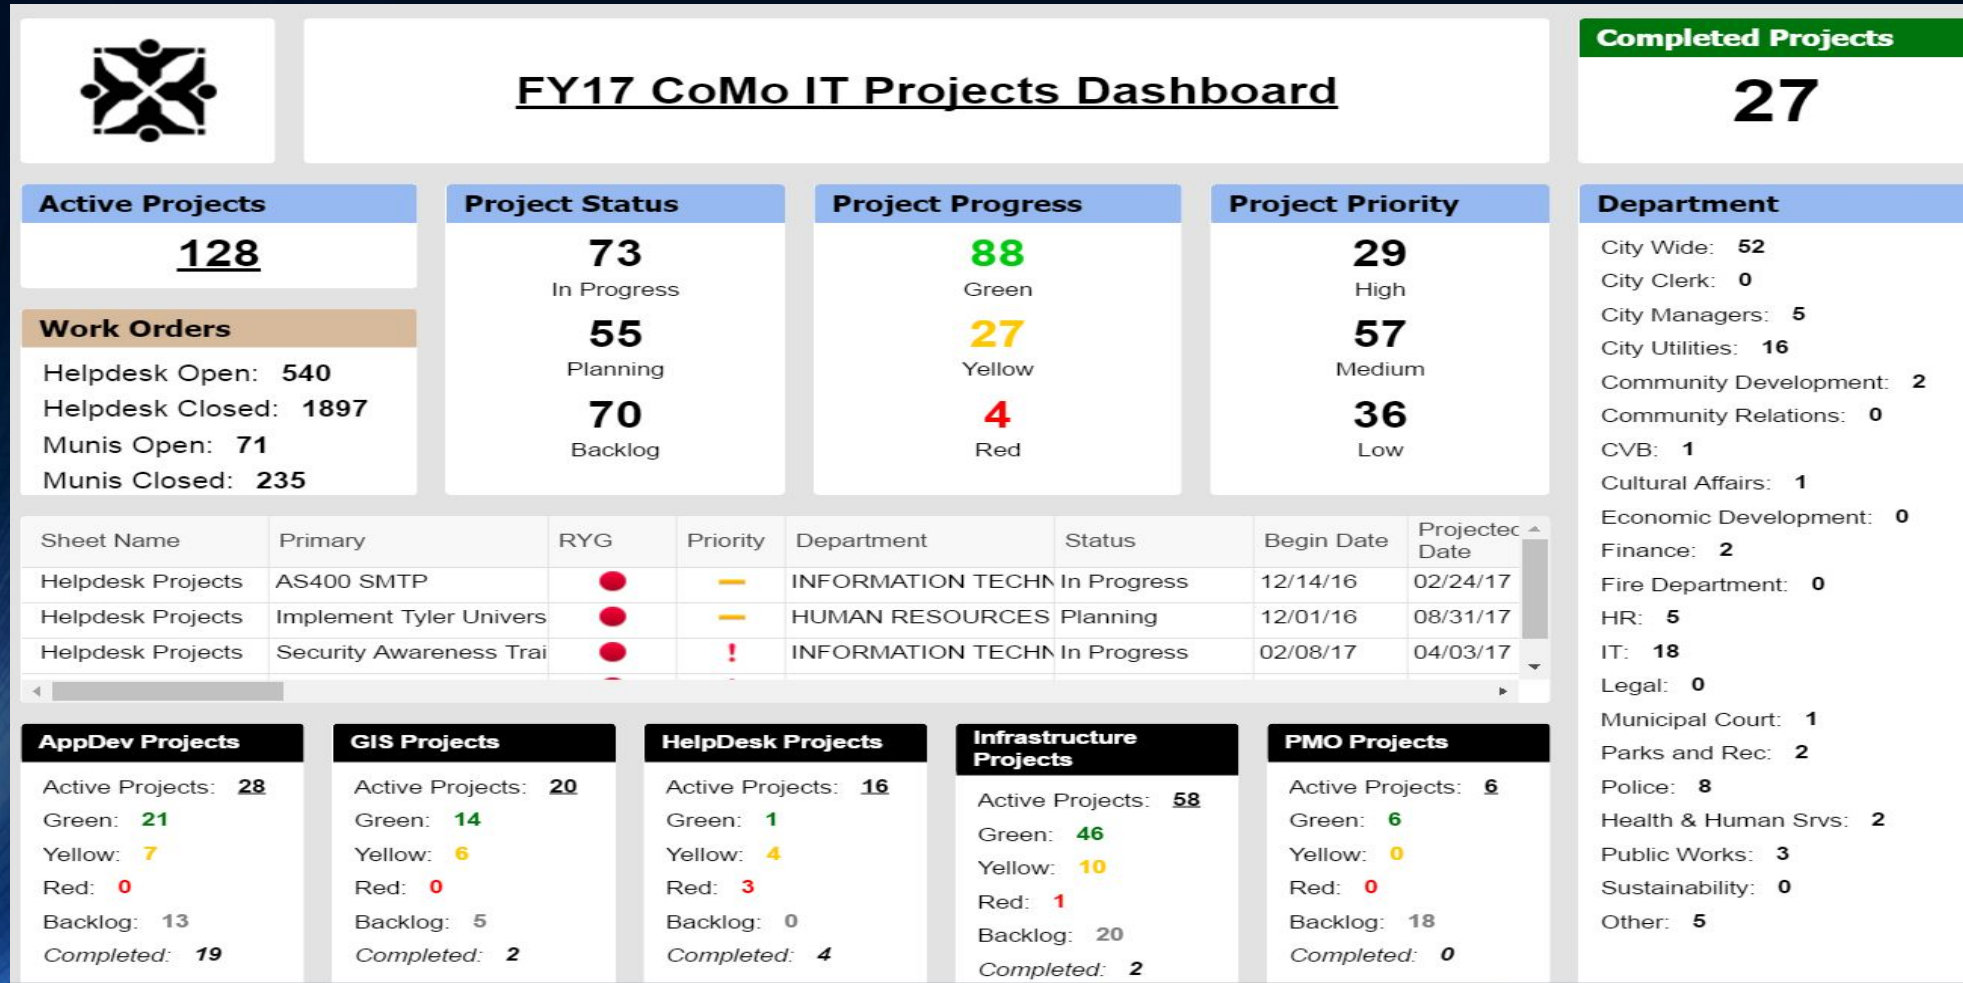 FY17 CoMo IT Projects Dashboard
Completed Projects
27
Active Projects
128
Work Orders
Helpdesk Open: 540
Helpdesk Closed: 1897
Munis Open: 71
Munis Closed: 235
Project Status
73
In Progress
55
Planning
70
Backlog
Project Progress
88
Green
27
Yellow
4
Red
Project Priority
29
High
57
Medium
36
Low
Department
City Wide: 52
City Clerk: 0
City Managers: 5
City Utilities: 16
Community Development: 2
Community Relations: 0
CVB: 1
Cultural Affairs: 1
Economic Development: 0
Finance: 2
Fire Department: 0
HR: 5
IT: 18
Legal: 0
Municipal Court: 1
Parks and Rec: 2
Police: 8
Health & Human Srvs: 2
Public Works: 3
Sustainability: 0
Other: 5
Sheet Name Primary RYG Priority Department Status Begin Date Projected Date
Helpdesk Projects AS400 SMTP INFORMATION TECHN In Progress 12/14/16 02/24/17
Helpdesk Projects Implement Tyler Univers HUMAN RESOURCES Planning 12/01/16 08/31/17
Helpdesk Projects Security Awareness Trai ! INFORMATION TECHN In Progress 02/08/17 04/03/17
AppDev Projects
Active Projects: 28
Green: 21
Yellow: 7
Red: 0
Backlog: 13
Completed: 19
GIS Projects
Active Projects: 20
Green: 14
Yellow: 6
Red: 0
Backlog: 5
Completed: 2
HelpDesk Projects
Active Projects: 16
Green: 1
Yellow: 4
Red: 3
Backlog: 0
Completed: 4
Infrastructure
Projects
Active Projects: 58
Green: 46
Yellow: 10
Red: 1
Backlog: 20
Completed: 2
PMO Projects
Active Projects: 6
Green: 6
Yellow: 0
Red: 0
Backlog: 18
Completed: 0